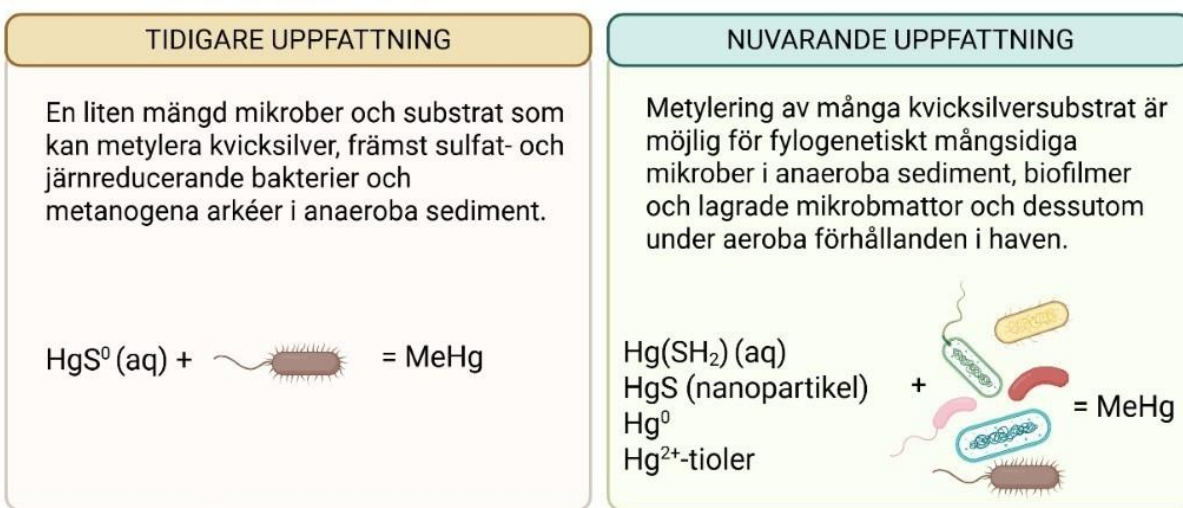 TIDIGARE UPPFATTNING
En liten mängd mikrober och substrat som
kan metylera kvicksilver, främst sulfat- och
järnreducerande bakterier och
metanogena arkéer i anaeroba sediment.
HgS⁰ (aq) + = MeHg
NUVARANDE UPPFATTNING
Metylering av många kvicksilversubstrat är
möjlig för fylogenetiskt mångsidiga
mikrober i anaeroba sediment, biofilmer
och lagrade mikrobmattor och dessutom
under aeroba förhållanden i haven.
Hg(SH₂) (aq)
HgS (nanopartikel)
Hg⁰
Hg²⁺-tioler
+
= MeHg